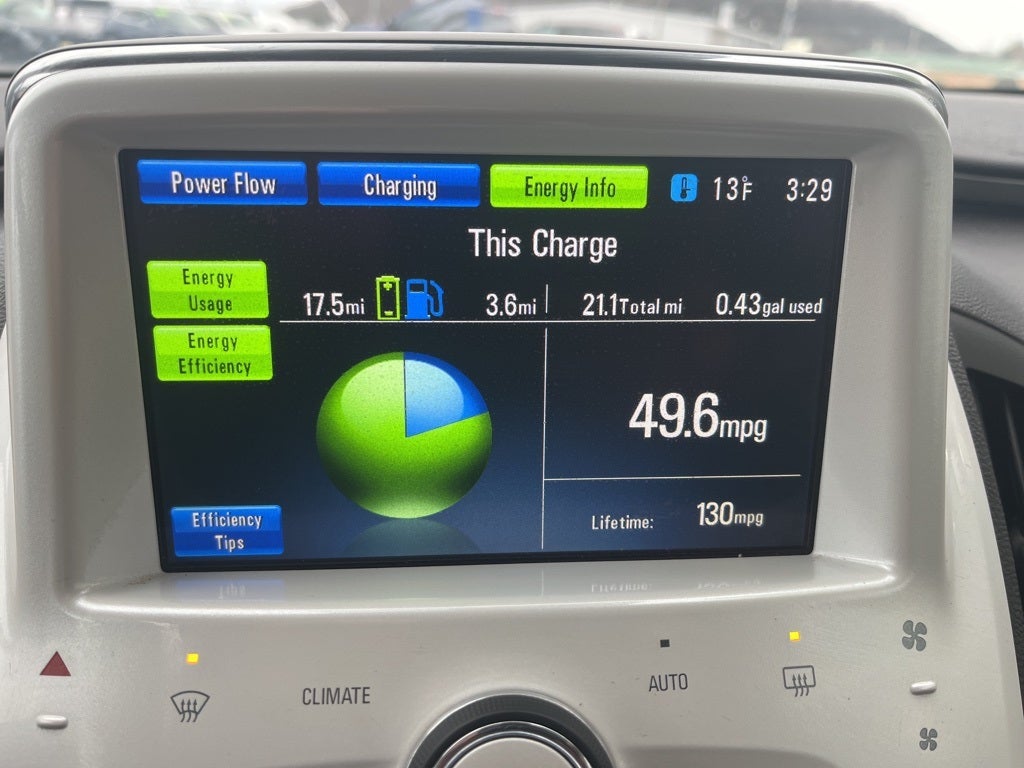 Power Flow
Charging
Energy Info
13°F
3:29
This Charge
Energy
Usage
17.5mi
3.6mi
21.1Total mi
0.43gal used
Energy
Efficiency
49.6mpg
Lifetime: 130mpg
Efficiency
Tips
CLIMATE
AUTO